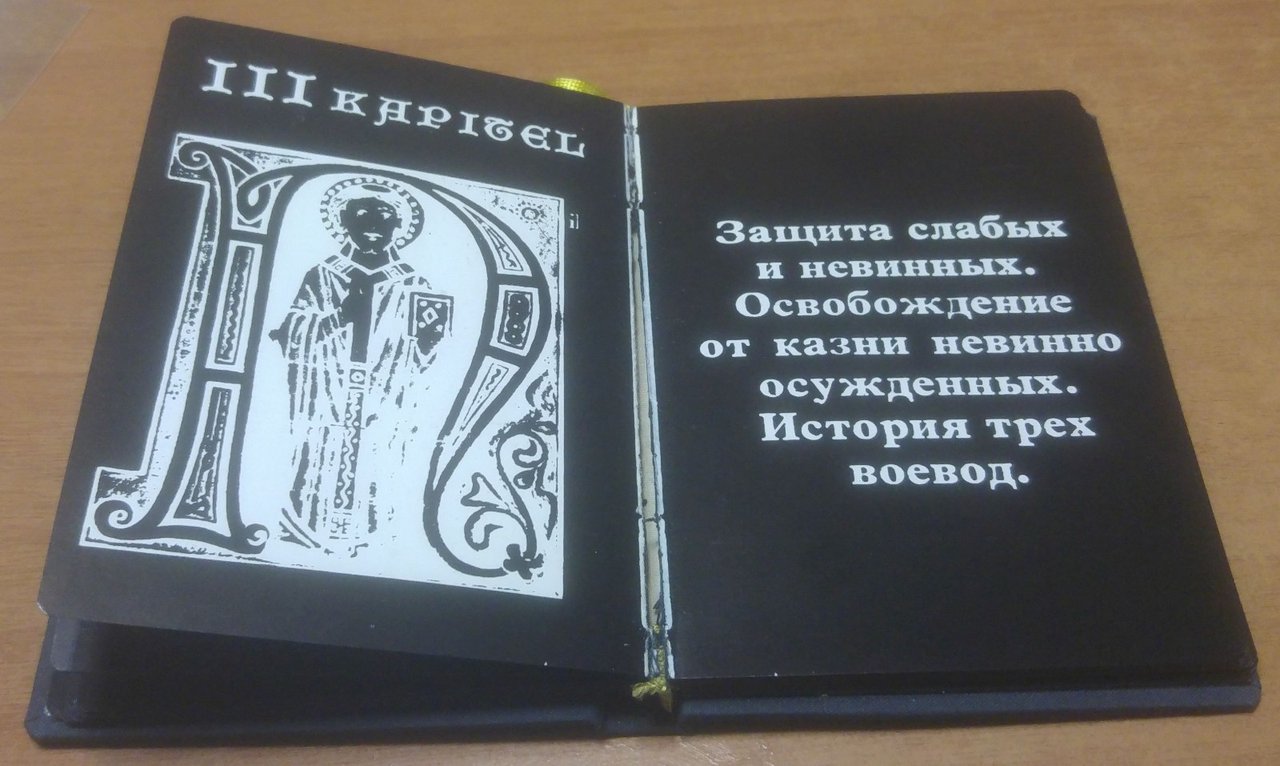 III KAPITEL
Защита слабых
и невинных.
Освобождение
от казни невинно
осужденных.
История трех
воевод.